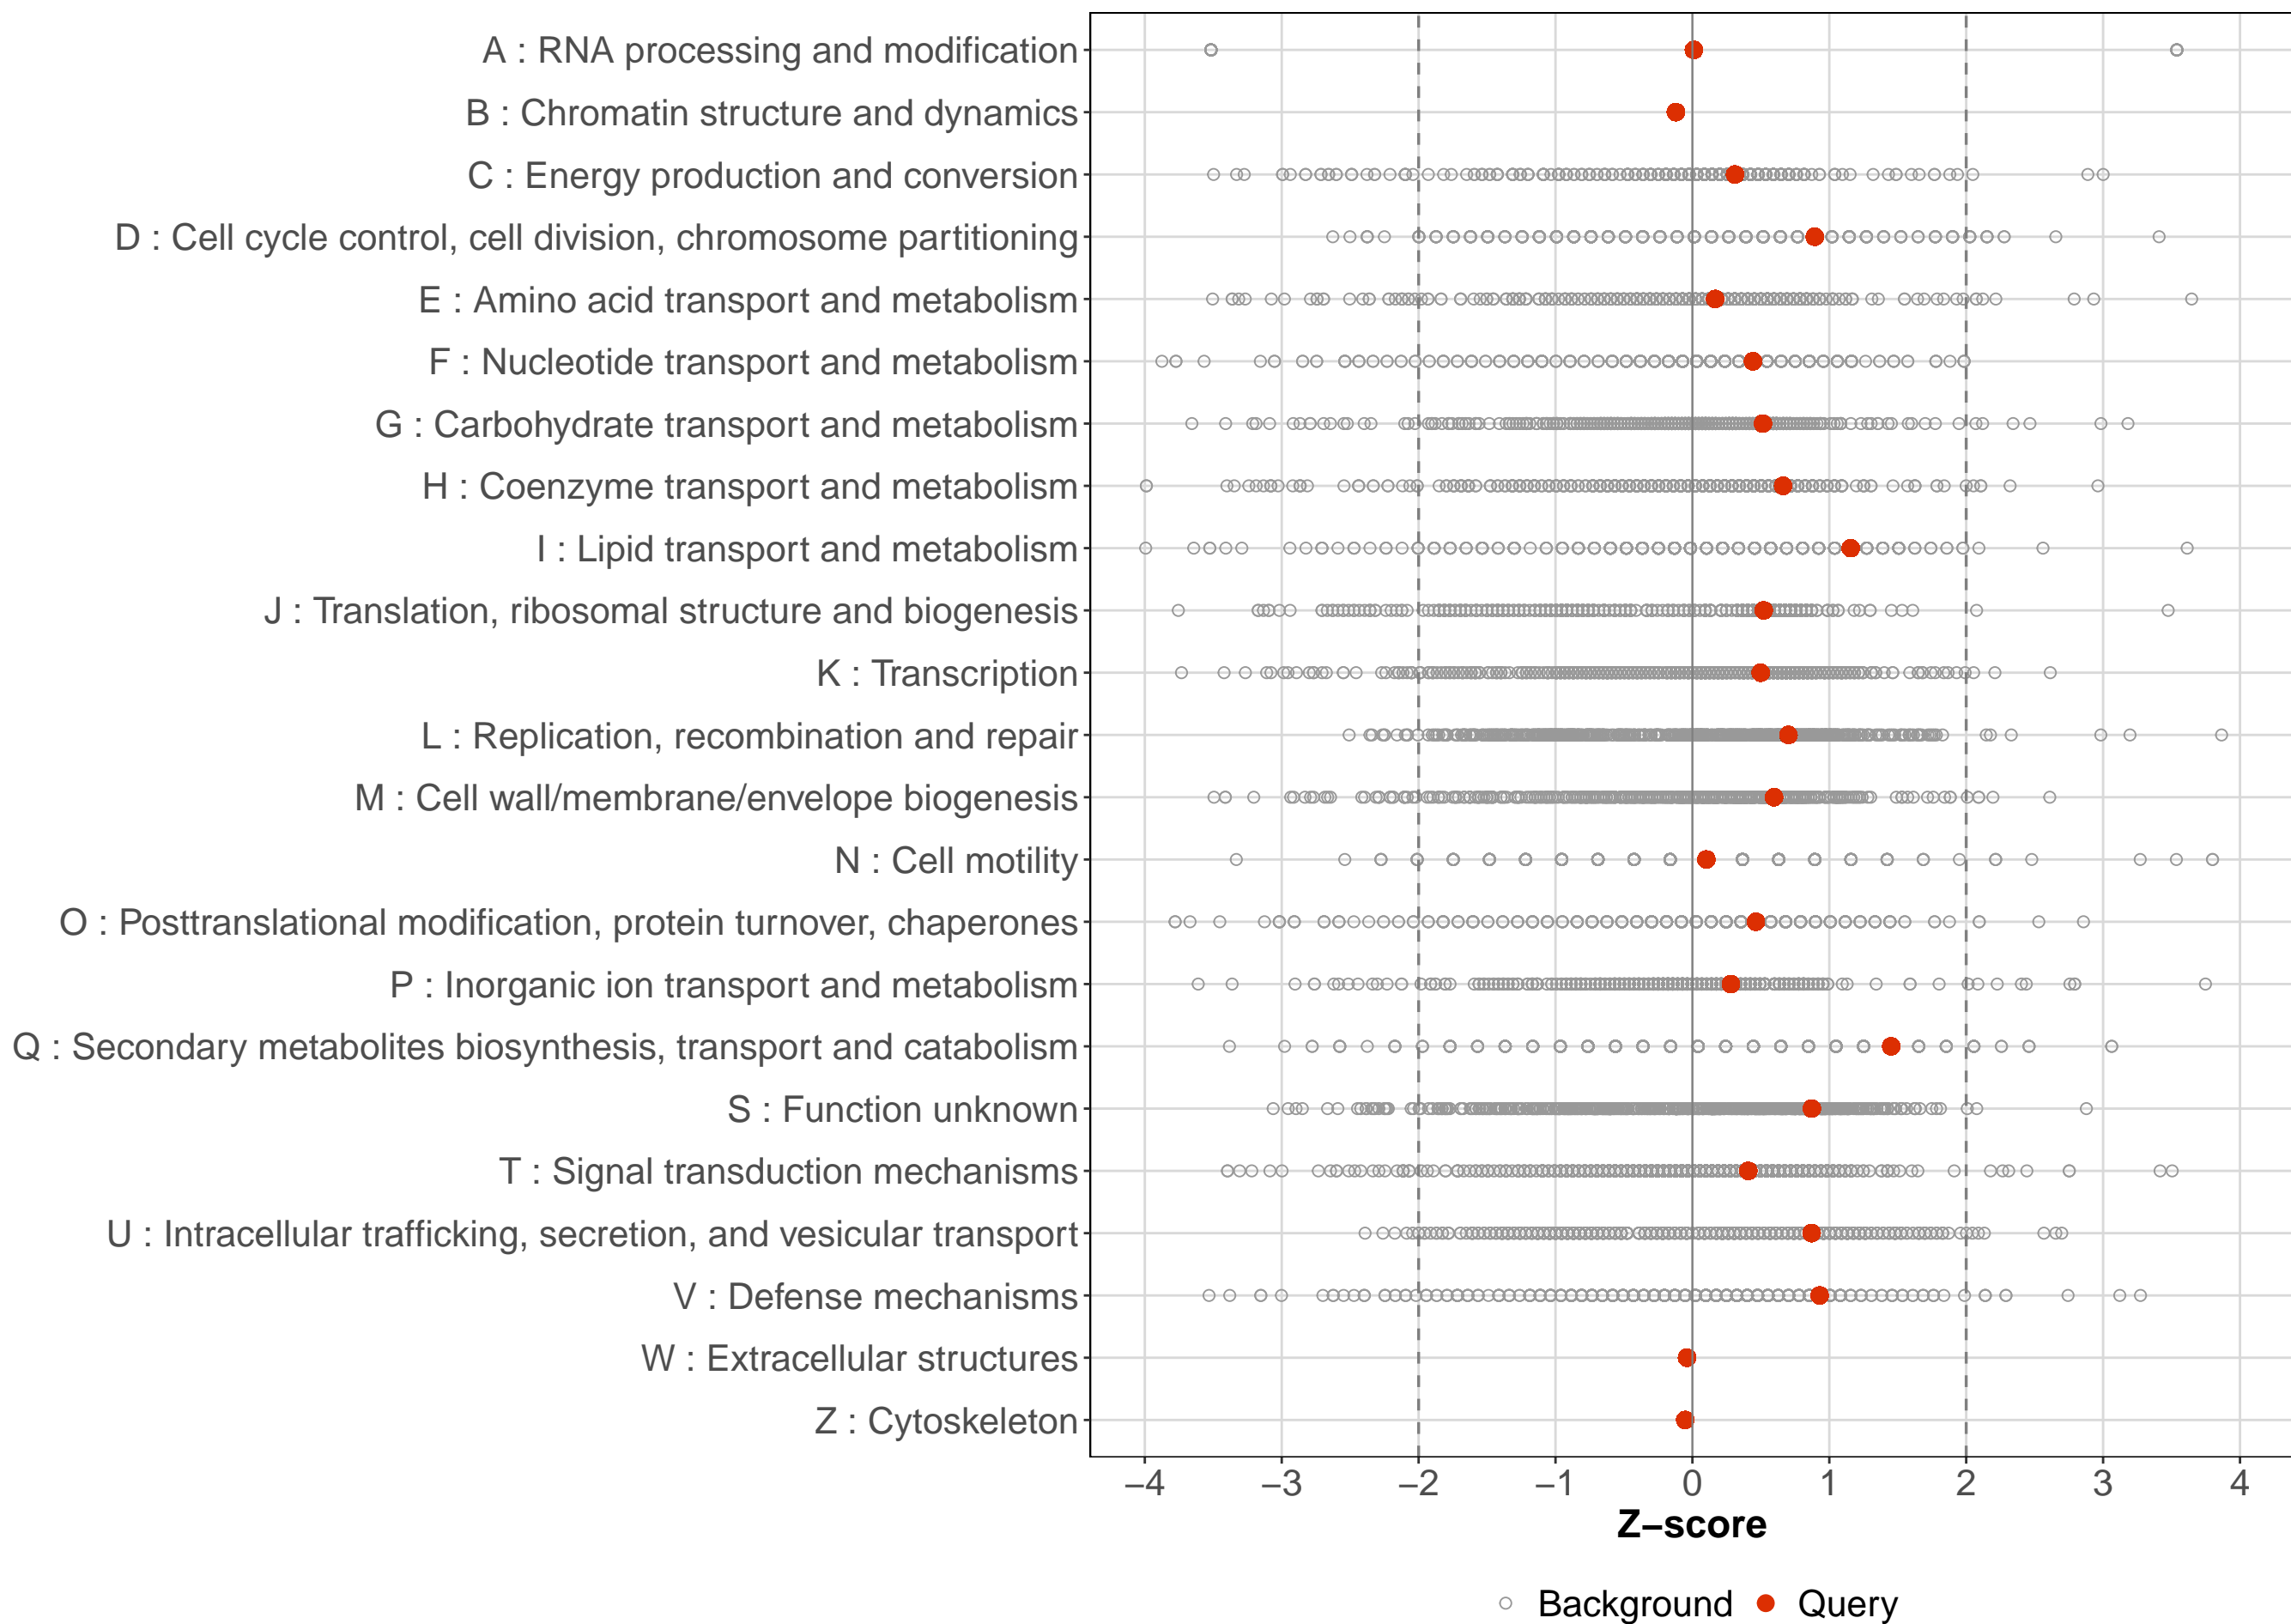 A : RNA processing and modification
B : Chromatin structure and dynamics
C : Energy production and conversion
D : Cell cycle control, cell division, chromosome partitioning
E : Amino acid transport and metabolism
F : Nucleotide transport and metabolism
G : Carbohydrate transport and metabolism
H : Coenzyme transport and metabolism
I : Lipid transport and metabolism
J : Translation, ribosomal structure and biogenesis
K : Transcription
L : Replication, recombination and repair
M : Cell wall/membrane/envelope biogenesis
N : Cell motility
O : Posttranslational modification, protein turnover, chaperones
P : Inorganic ion transport and metabolism
Q : Secondary metabolites biosynthesis, transport and catabolism
S : Function unknown
T : Signal transduction mechanisms
U : Intracellular trafficking, secretion, and vesicular transport
V : Defense mechanisms
W : Extracellular structures
Z : Cytoskeleton
−4 −3 −2 −1 0 1 2 3 4
Z−score
Background Query